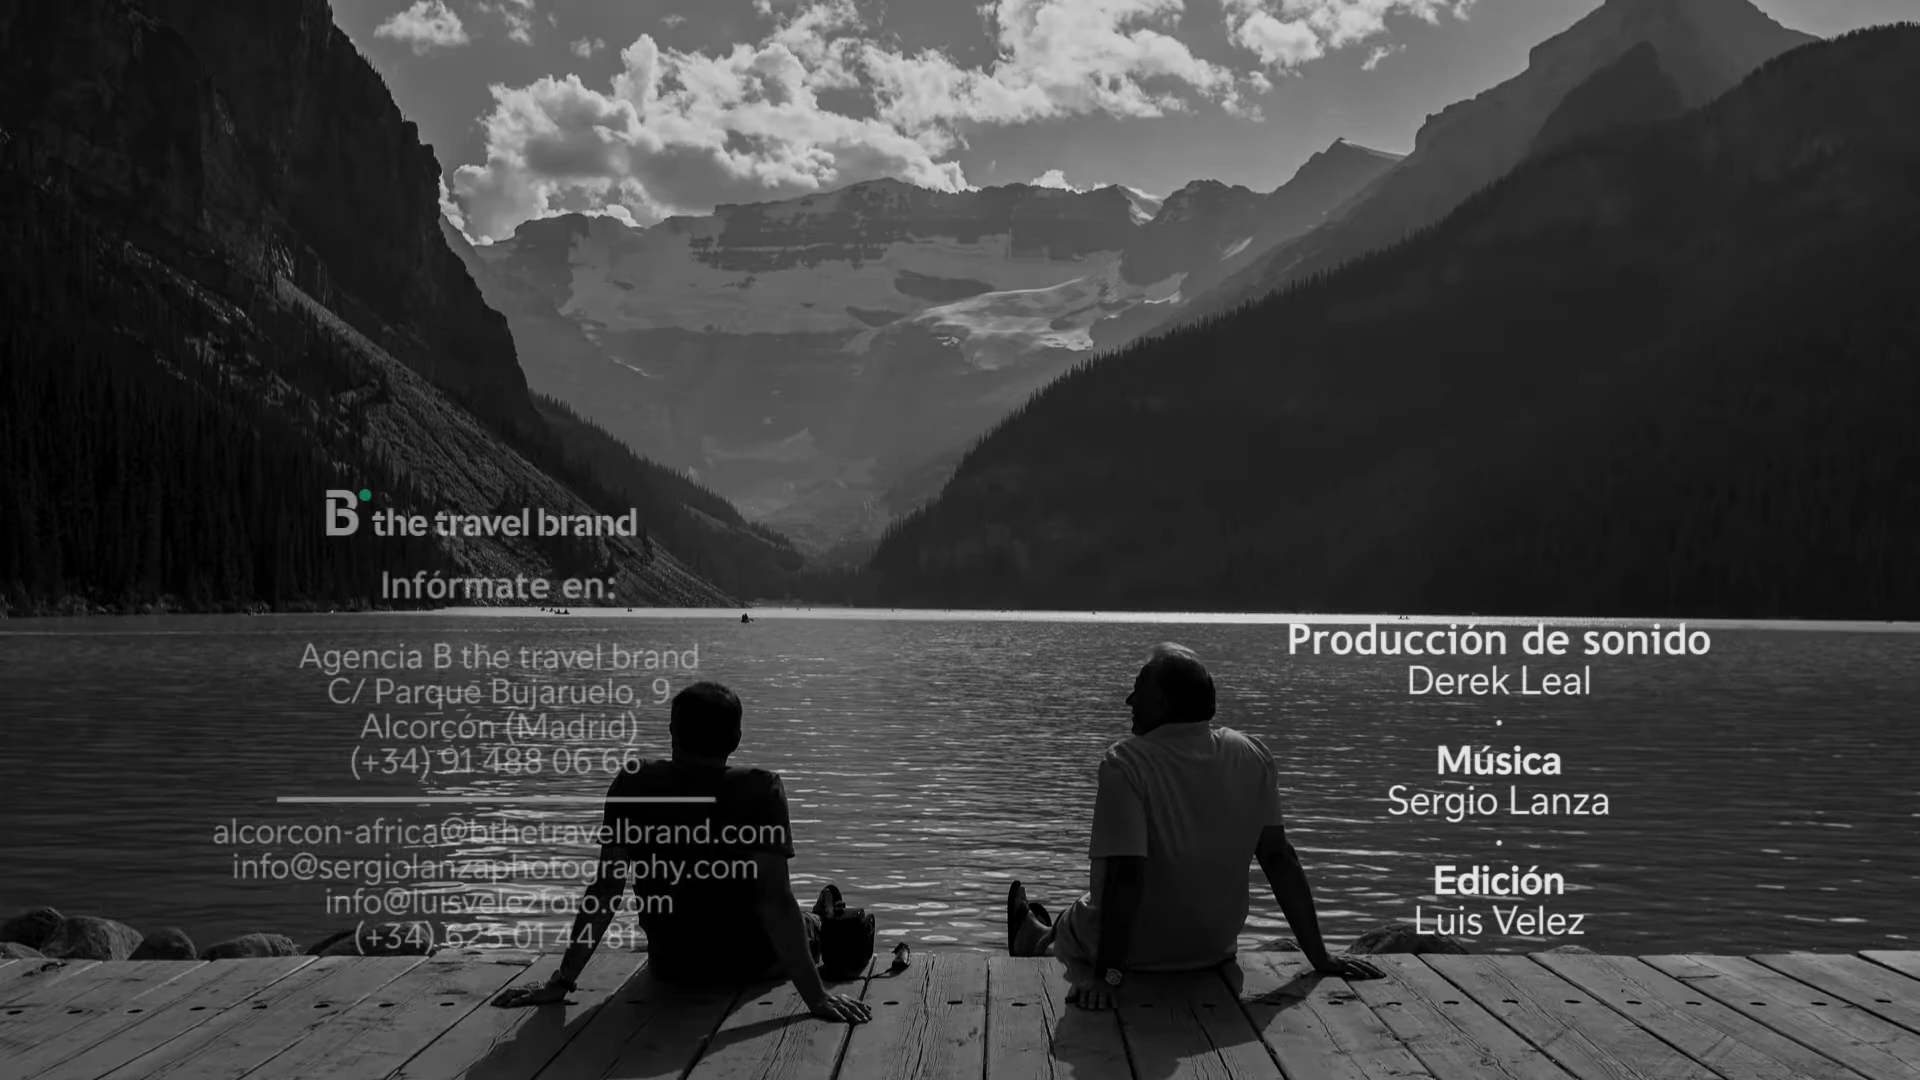 B the travel brand
Infórmate en:
Agencia B the travel brand
C/ Parque Bujaruelo, 9
Alcorcón (Madrid)
(+34) 91 488 06 66
alcorcon-africa@bthetravelbrand.com
info@sergiolanzaphotography.com
info@luisvelezfoto.com
(+34) 625 01 44 81
Producción de sonido
Derek Leal
.
Música
Sergio Lanza
.
Edición
Luis Velez